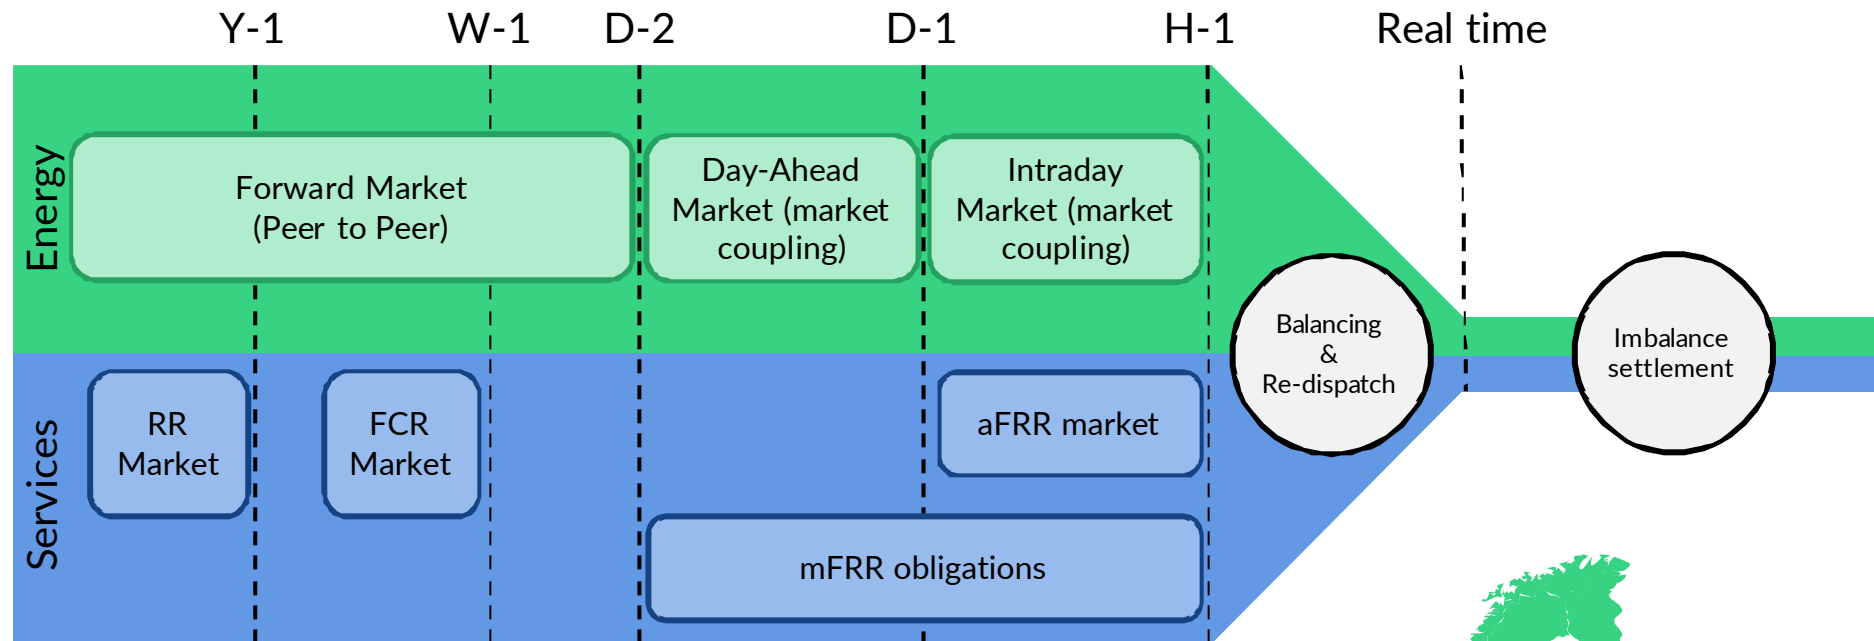 Y-1 W-1 D-2 D-1 H-1 Real time
Energy
Forward Market
(Peer to Peer)
Day-Ahead
Market (market
coupling)
Intraday
Market (market
coupling)
Balancing
&
Re-dispatch
Imbalance
settlement
Services
RR
Market
FCR
Market
aFRR market
mFRR obligations